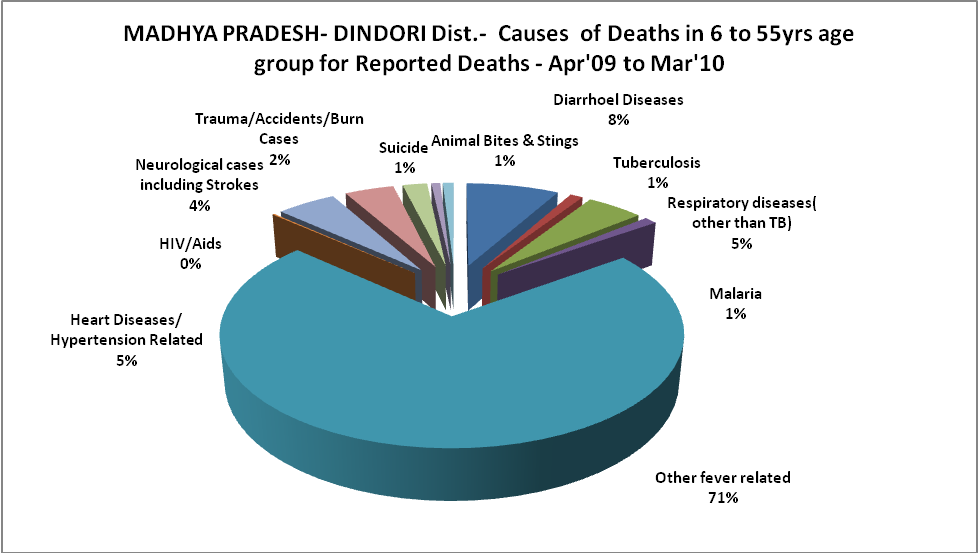 MADHYA PRADESH- DINDORI Dist.-  Causes  of Deaths in 6 to 55yrs age
group for Reported Deaths - Apr'09 to Mar'10
Diarrhoel Diseases
8%
Tuberculosis
1%
Respiratory diseases(
other than TB)
5%
Malaria
1%
Other fever related
71%
Heart Diseases/
Hypertension Related
5%
HIV/Aids
0%
Neurological cases
including Strokes
4%
Trauma/Accidents/Burn
Cases
2%
Suicide
1%
Animal Bites & Stings
1%